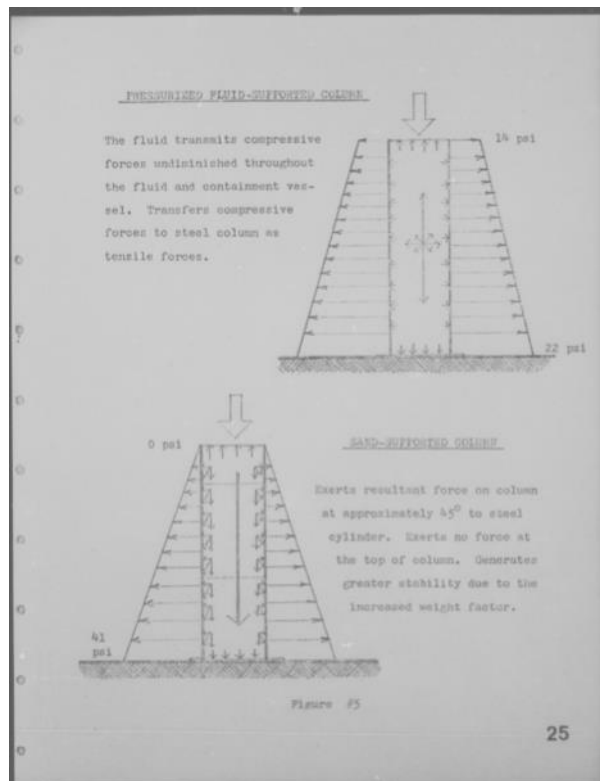 PRESSURIZED FLUID-SUPPORTED COLUMN
The fluid transmits compressive
forces undiminished throughout
the fluid and containment ves-
sel. Transfers compressive
forces to steel column as
tensile forces.
14 psi
22 psi
0 psi
SAND-SUPPORTED COLUMN
Exerts resultant force on column
at approximately 45° to steel
cylinder. Exerts no force at
the top of column. Generates
greater stability due to the
increased weight factor.
41
psi
Figure #5
25